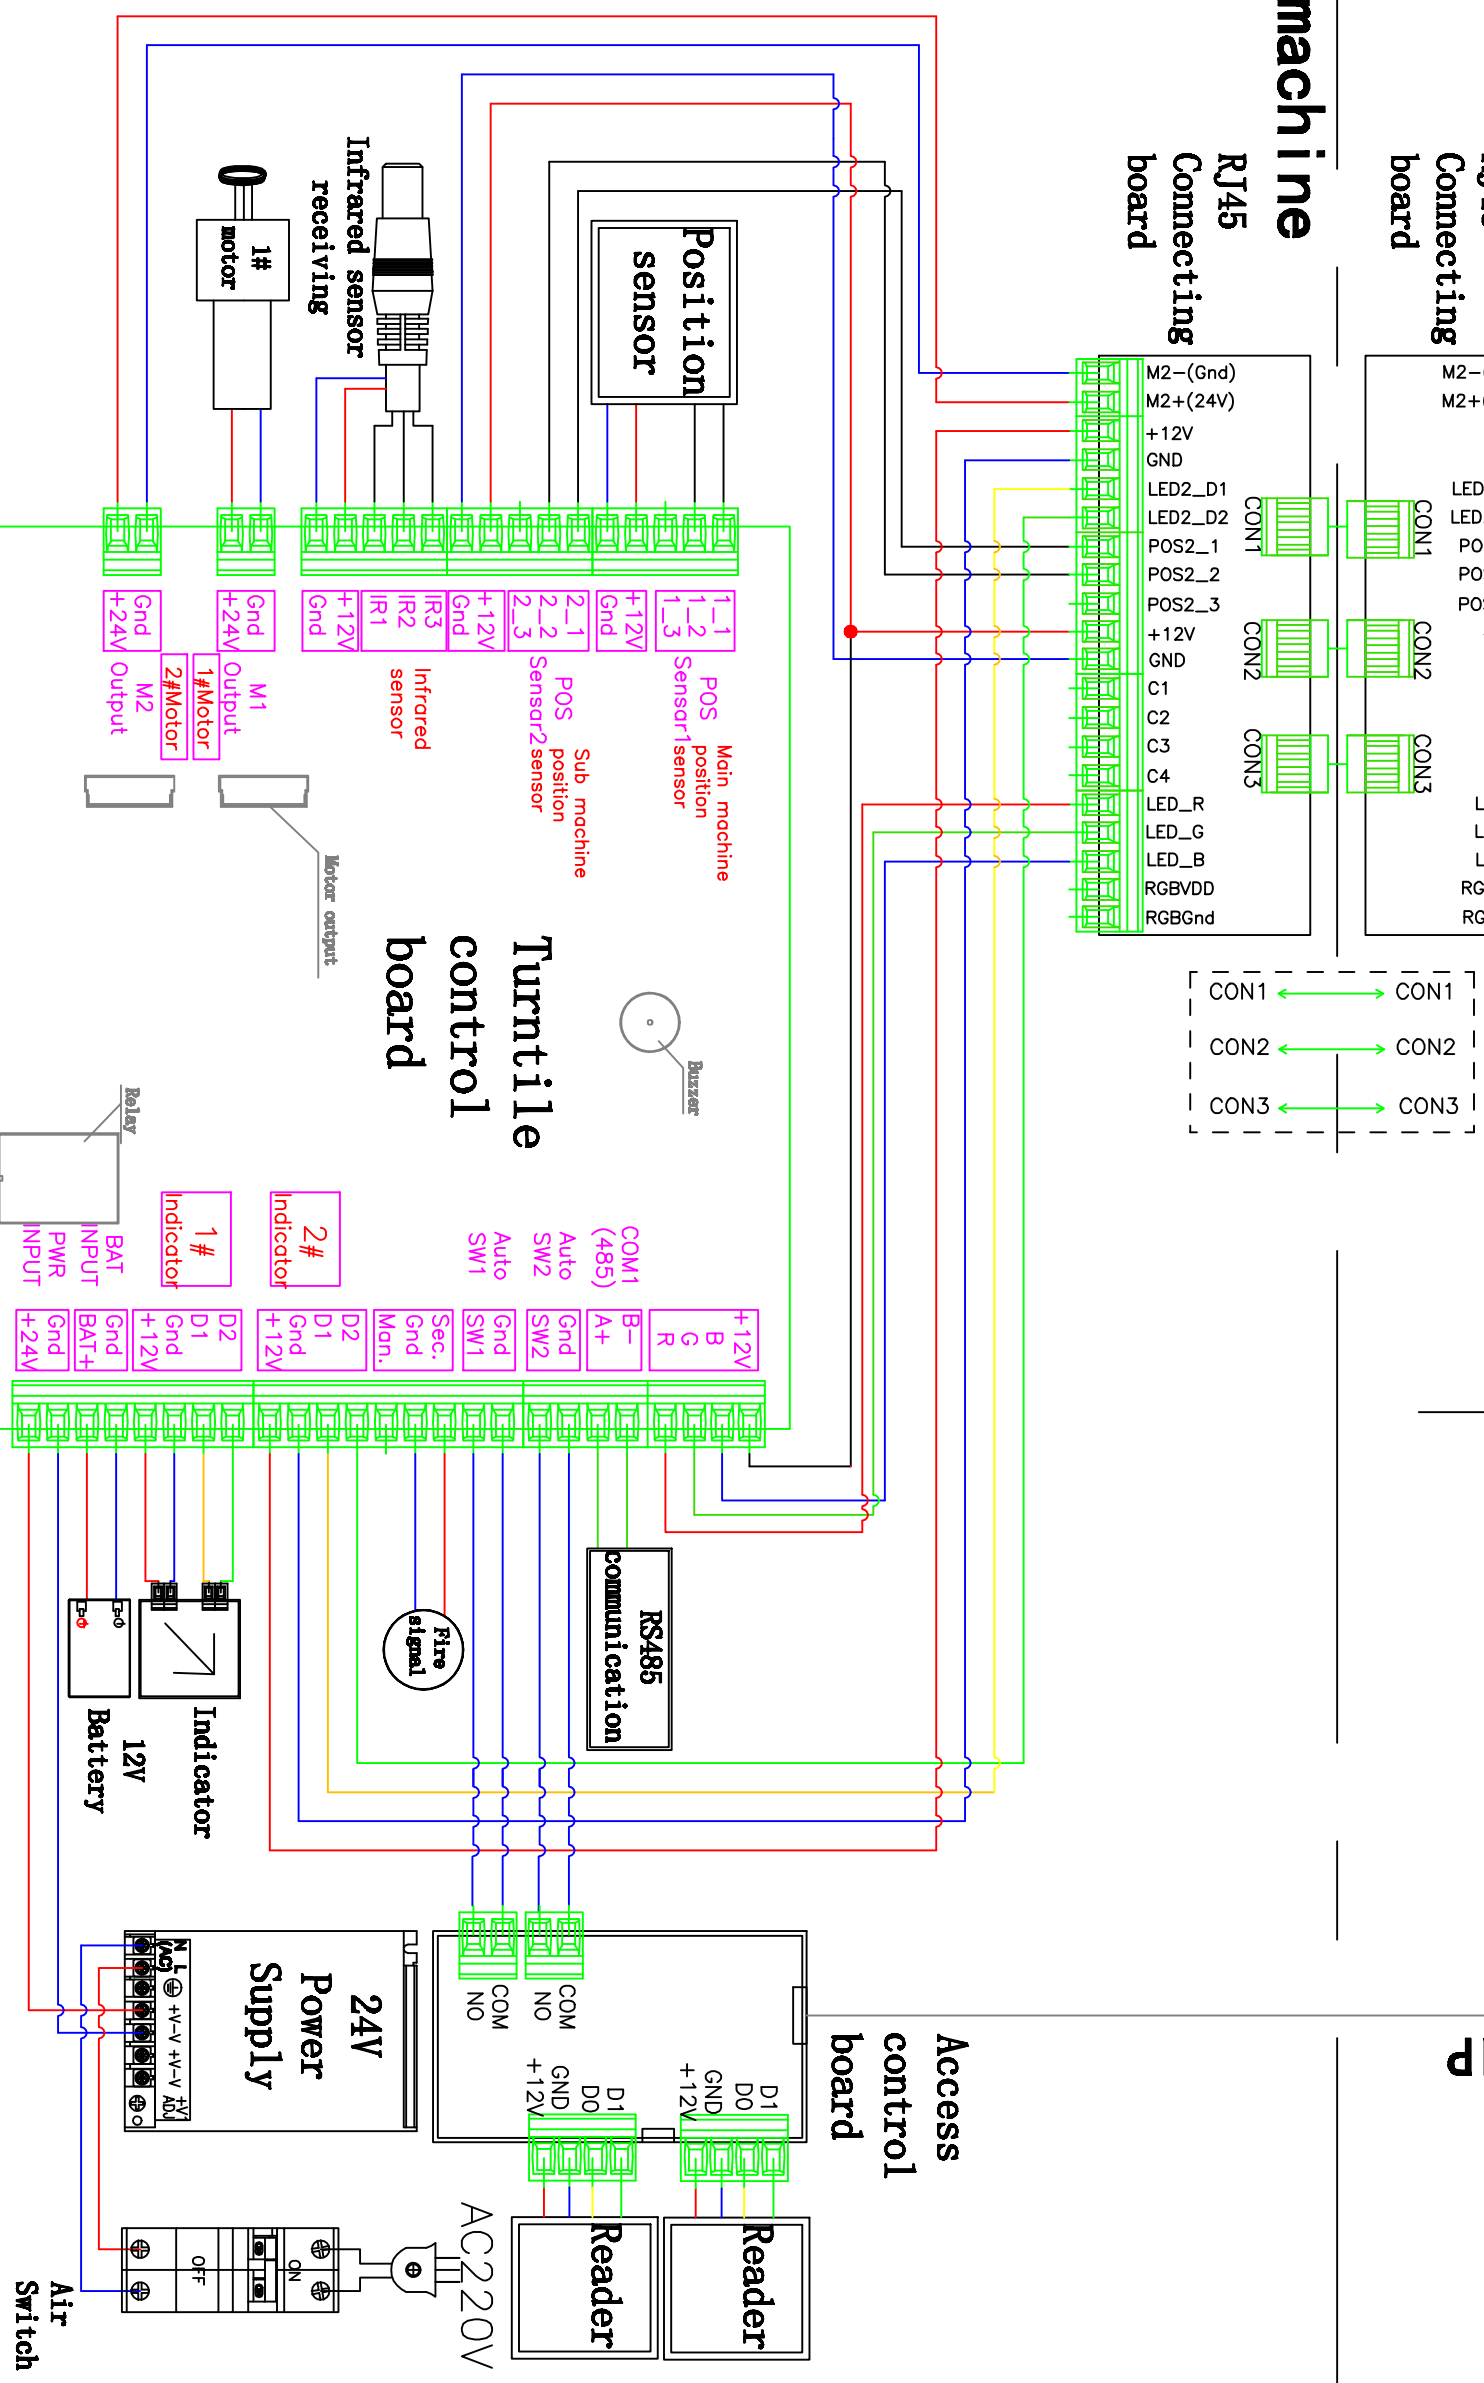 machine
RJ45
Connecting
board
Connecting
board
M2-(Gnd)
M2+(24V)
+12V
GND
LED2_D1
LED2_D2
POS2_1
POS2_2
POS2_3
+12V
GND
C1
C2
C3
C4
LED_R
LED_G
LED_B
RGBVDD
RGBGnd
CON1
CON2
CON3
CON1
CON2
CON3
CON1
CON1
CON2
CON2
CON3
CON3
Position
sensor
Infrared sensor
receiving
1#
motor
1_1
1_2
1_3
+12V
Gnd
2_1
2_2
2_3
+12V
Gnd
IR3
IR2
IR1
+12V
Gnd
Gnd
+24V
Gnd
+24V
POS
Sensar1
Main machine
position
sensor
POS
Sensar2
Sub machine
position
sensor
Infrared
sensor
M1
Output
1#Motor
2#Motor
M2
Output
Motor output
Turntile
control
board
Buzzer
Relay
COM1
(485)
Auto
SW2
Auto
SW1
2#
Indicator
1#
Indicator
BAT
INPUT
PWR
INPUT
+12V
B
G
R
B-
A+
Gnd
SW2
Gnd
SW1
Sec.
Gnd
Man.
D2
D1
Gnd
+12V
D2
D1
Gnd
+12V
Gnd
BAT+
Gnd
+24V
RS485
communication
Fire
signal
Indicator
12V
Battery
Access
control
board
COM
NO
COM
NO
D1
D0
GND
+12V
D1
D0
GND
+12V
Reader
Reader
24V
Power
Supply
N L
(AC)
+V-V +V-V
+V
ADJ
AC220V
ON
OFF
Air
Switch